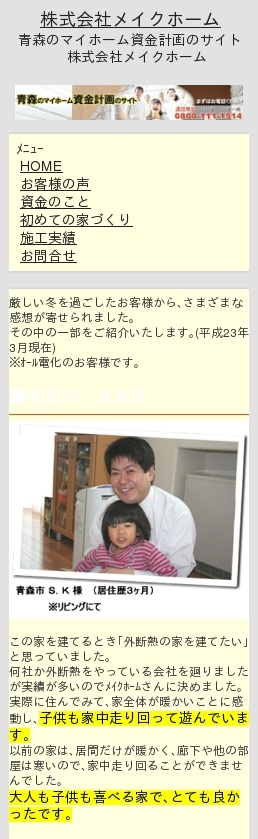 株式会社メイクホーム
青森のマイホーム資金計画のサイト
株式会社メイクホーム
青森のマイホーム資金計画のサイト
まずはお電話ください
0800-111-1514
ﾒﾆｭｰ
HOME
お客様の声
資金のこと
初めての家づくり
施工実績
お問合せ
厳しい冬を過ごしたお客様から、さまざまな
感想が寄せられました。
その中の一部をご紹介いたします。(平成23年
3月現在)
※ｵｰﾙ電化のお客様です。
青森市 S．K 様 （居住歴3ヶ月）
※リビングにて
この家を建てるとき「外断熱の家を建てたい」
と思っていました。
何社か外断熱をやっている会社を廻りました
が実績が多いのでﾒｲｸﾎｰﾑさんに決めました。
実際に住んでみて、家全体が暖かいことに感
動し、子供も家中走り回って遊んでいま
す。
以前の家は、居間だけが暖かく、廊下や他の部
屋は寒いので、家中走り回ることができませ
んでした。
大人も子供も喜べる家で、とても良か
ったです。